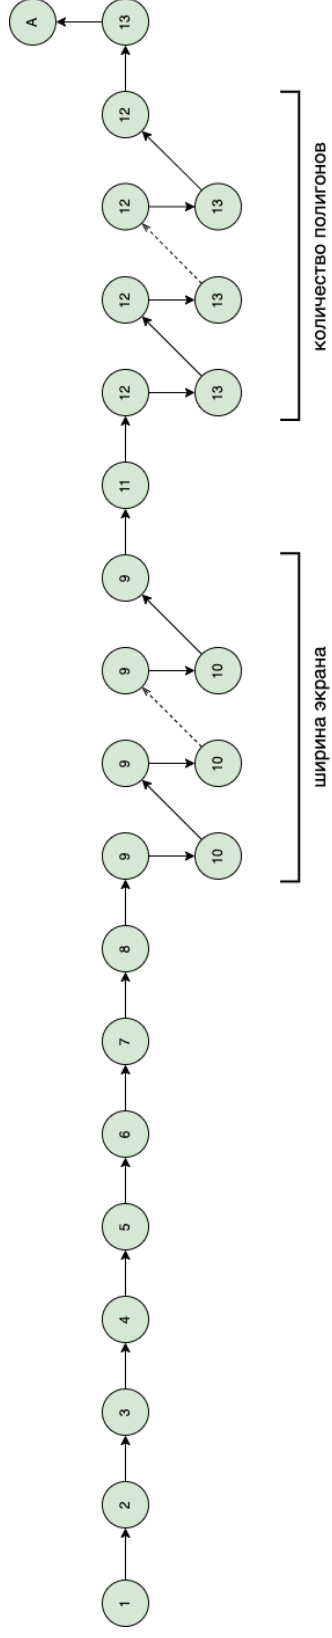 A
1 2 3 4 5 6 7 8 9 9 9 9 11 12 12 12 12 13
10 10 10 13 13 13
ширина экрана
количество полигонов